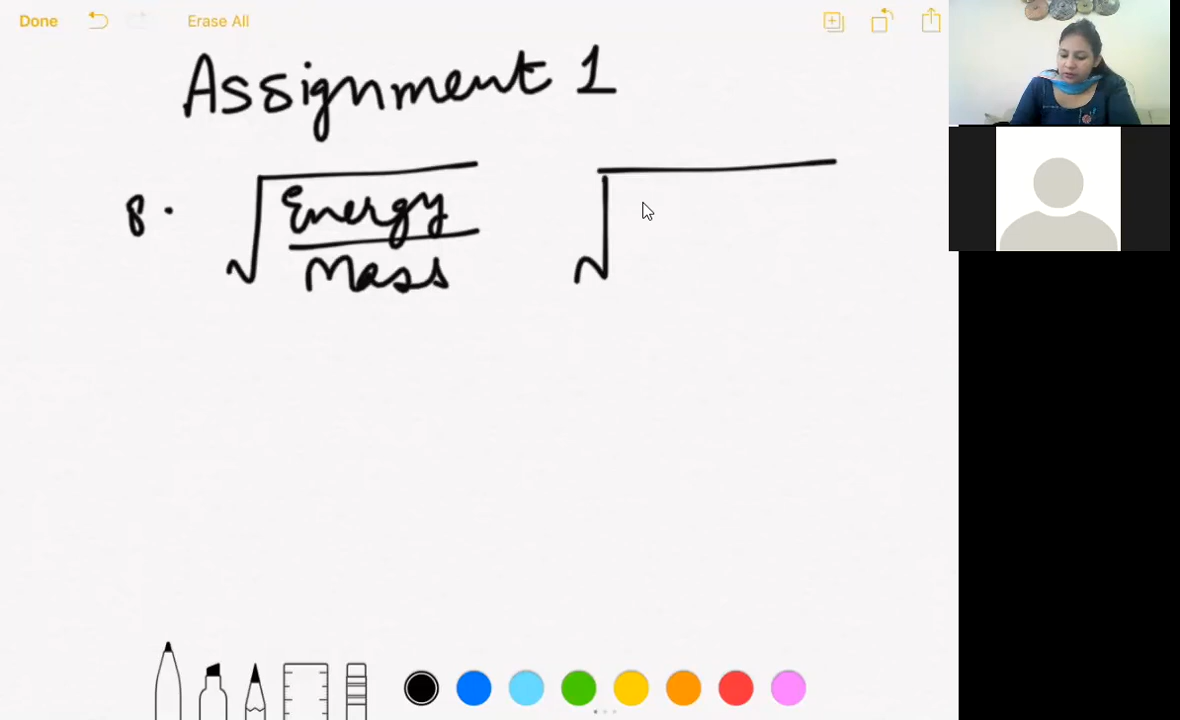 Done Erase All
Assignment 1
8. √(Energy/Mass) √